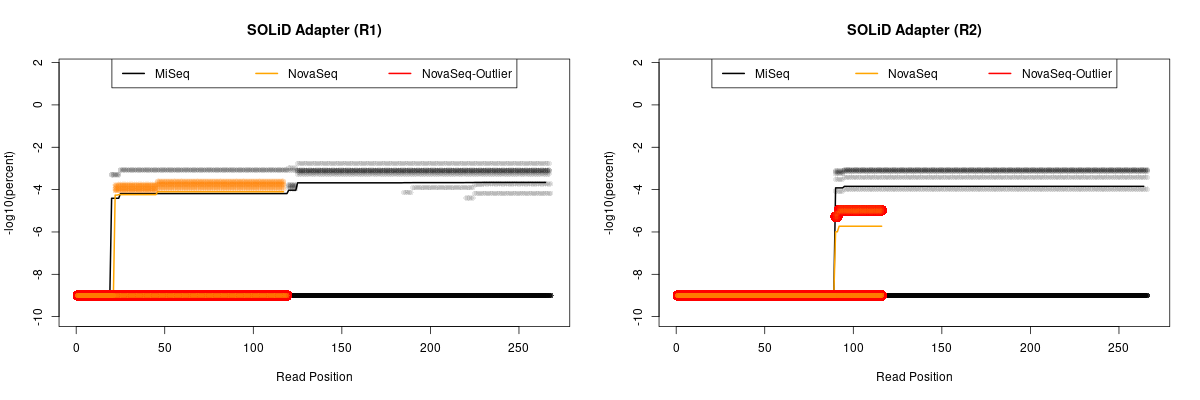 SOLiD Adapter (R1)
MiSeq NovaSeq NovaSeq-Outlier
-log10(percent)
2
0
-2
-4
-6
-8
-10
0 50 100 150 200 250
Read Position
SOLiD Adapter (R2)
MiSeq NovaSeq NovaSeq-Outlier
-log10(percent)
2
0
-2
-4
-6
-8
-10
0 50 100 150 200 250
Read Position